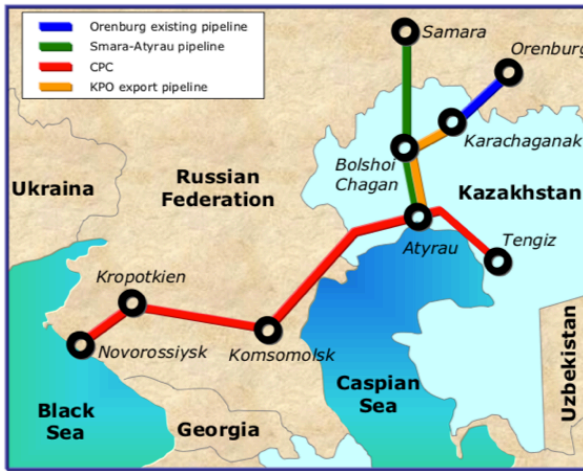 Orenburg existing pipeline
Smara-Atyrau pipeline
CPC
KPO export pipeline
Samara
Orenburg
Karachaganak
Bolshoi
Chagan
Ukraina
Russian
Federation
Kazakhstan
Atyrau
Tengiz
Kropotkien
Novorossiysk
Komsomolsk
Caspian
Sea
Uzbekistan
Black
Sea
Georgia